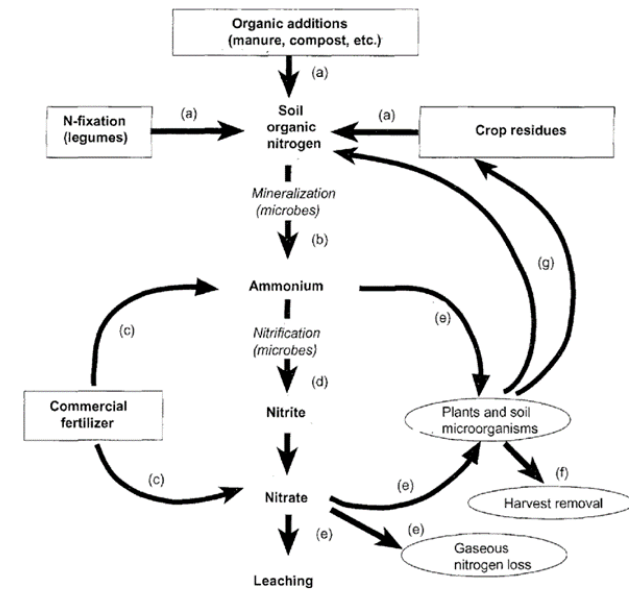 Organic additions
(manure, compost, etc.)
(a)
N-fixation
(legumes)
(a)
Soil
organic
nitrogen
(a)
Crop residues
Mineralization
(microbes)
(b)
(g)
Ammonium
(c)
Nitrification
(microbes)
(e)
(d)
Commercial
fertilizer
Nitrite
Plants and soil
microorganisms
(c)
Nitrate
(e)
(f)
Harvest removal
(e)
(e)
Gaseous
nitrogen loss
Leaching